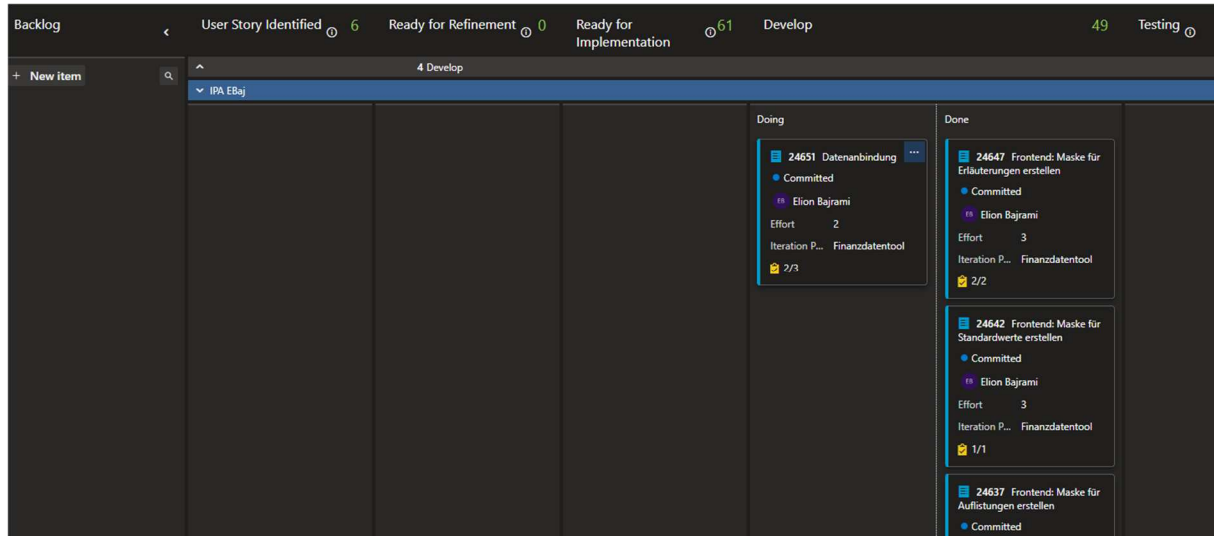 Backlog
User Story Identified 6
Ready for Refinement 0
Ready for
Implementation
61
Develop 49
Testing
+ New item
4 Develop
IPA EBaj
Doing
24651 Datenanbindung
...
Committed
EB Elion Bajrami
Effort 2
Iteration P... Finanzdatentool
2/3
Done
24647 Frontend: Maske für
Erläuterungen erstellen
Committed
EB Elion Bajrami
Effort 3
Iteration P... Finanzdatentool
2/2
24642 Frontend: Maske für
Standardwerte erstellen
Committed
EB Elion Bajrami
Effort 3
Iteration P... Finanzdatentool
1/1
24637 Frontend: Maske für
Auflistungen erstellen
Committed